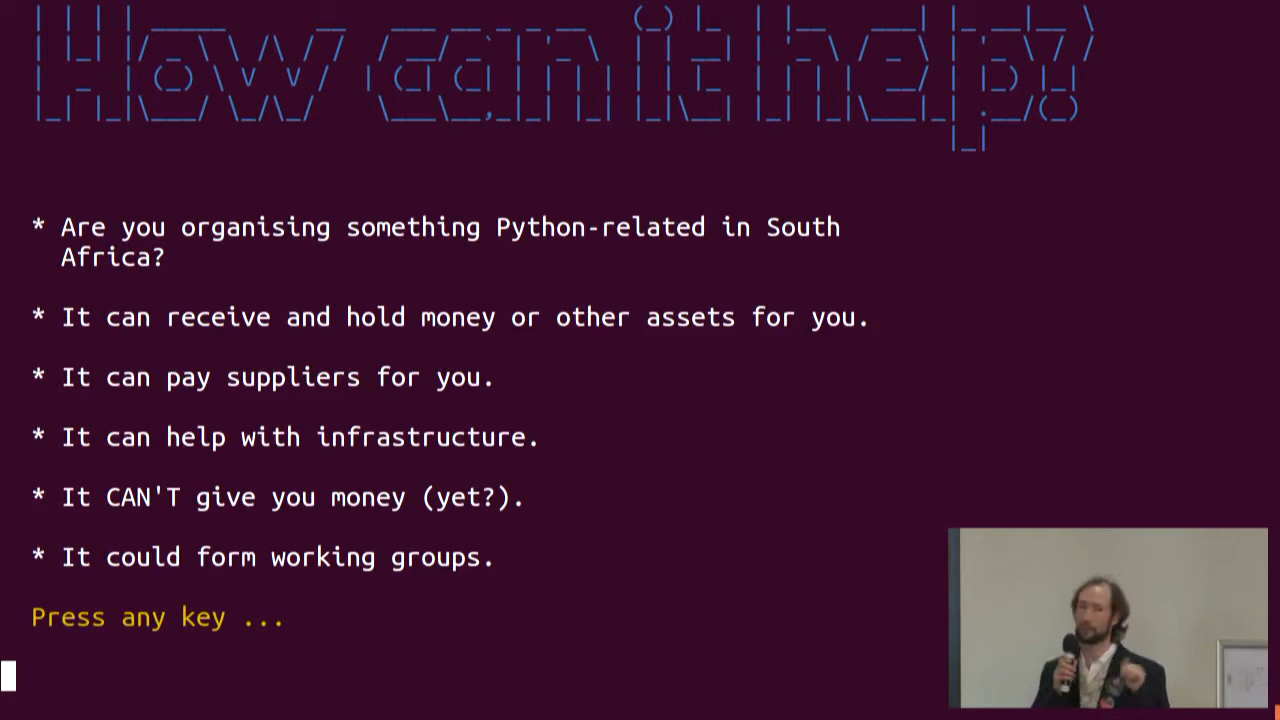 How can it help?
* Are you organising something Python-related in South
Africa?
* It can receive and hold money or other assets for you.
* It can pay suppliers for you.
* It can help with infrastructure.
* It CAN'T give you money (yet?).
* It could form working groups.
Press any key ...